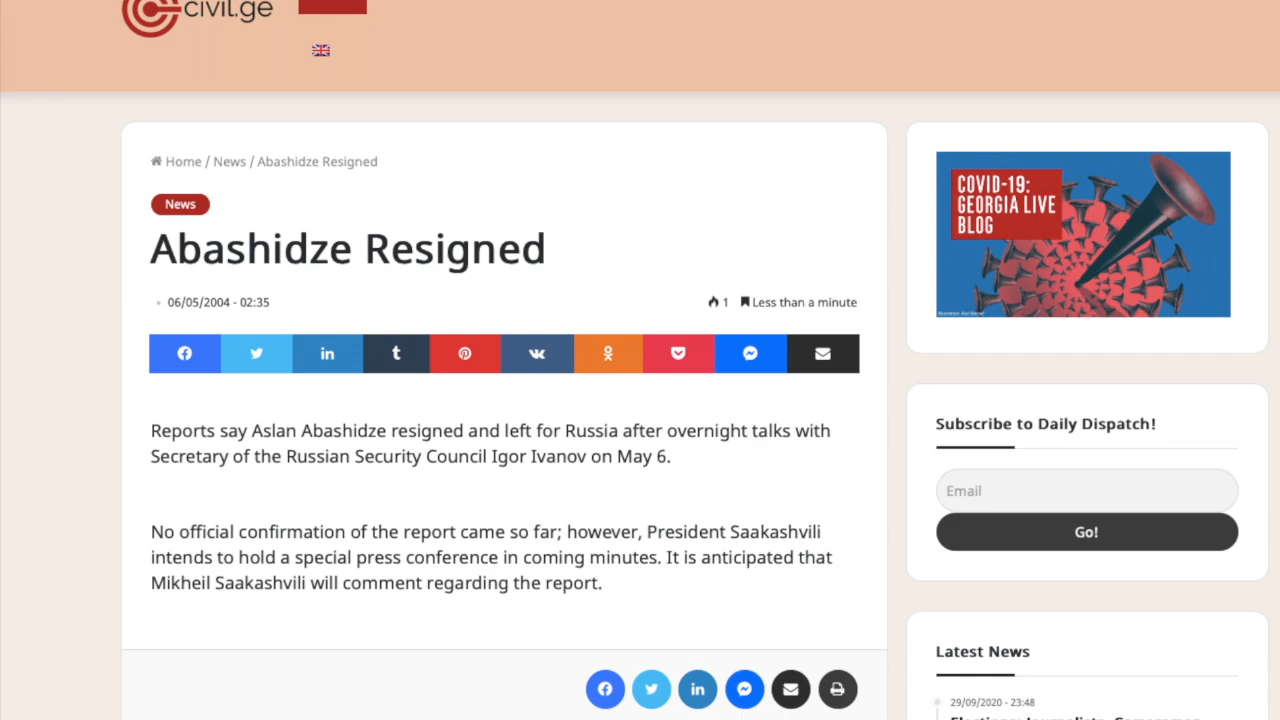 civil.ge
Home / News / Abashidze Resigned
News
Abashidze Resigned
06/05/2004 - 02:35
1
Less than a minute
Reports say Aslan Abashidze resigned and left for Russia after overnight talks with
Secretary of the Russian Security Council Igor Ivanov on May 6.
No official confirmation of the report came so far; however, President Saakashvili
intends to hold a special press conference in coming minutes. It is anticipated that
Mikheil Saakashvili will comment regarding the report.
COVID-19:
GEORGIA LIVE
BLOG
Subscribe to Daily Dispatch!
Email
Go!
Latest News
29/09/2020 - 23:48